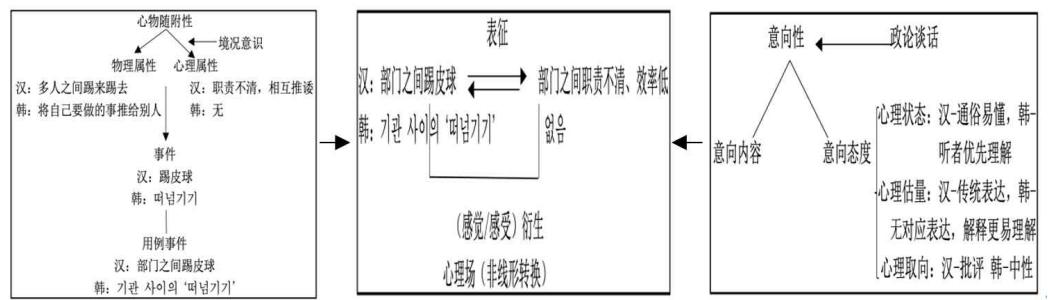 心物随附性
境况意识
物理属性 心理属性
汉：多人之间踢来踢去 汉：职责不清，相互推诿
韩：将自己要做的事推给别人 韩：无
事件
汉：踢皮球
韩：떠넘기기
用例事件
汉：部门之间踢皮球
韩：기관 사이의 ‘떠넘기기’
表征
汉：部门之间踢皮球 部门之间职责不清、效率低
韩：기관 사이의 ‘떠넘기기’ 없음
（感觉/感受）衍生
心理场（非线形转换）
意向性 政论谈话
意向内容 意向态度
心理状态：汉-通俗易懂，韩-
听者优先理解
心理估量：汉-传统表达，韩-
无对应表达，解释更易理解
心理取向：汉-批评 韩-中性